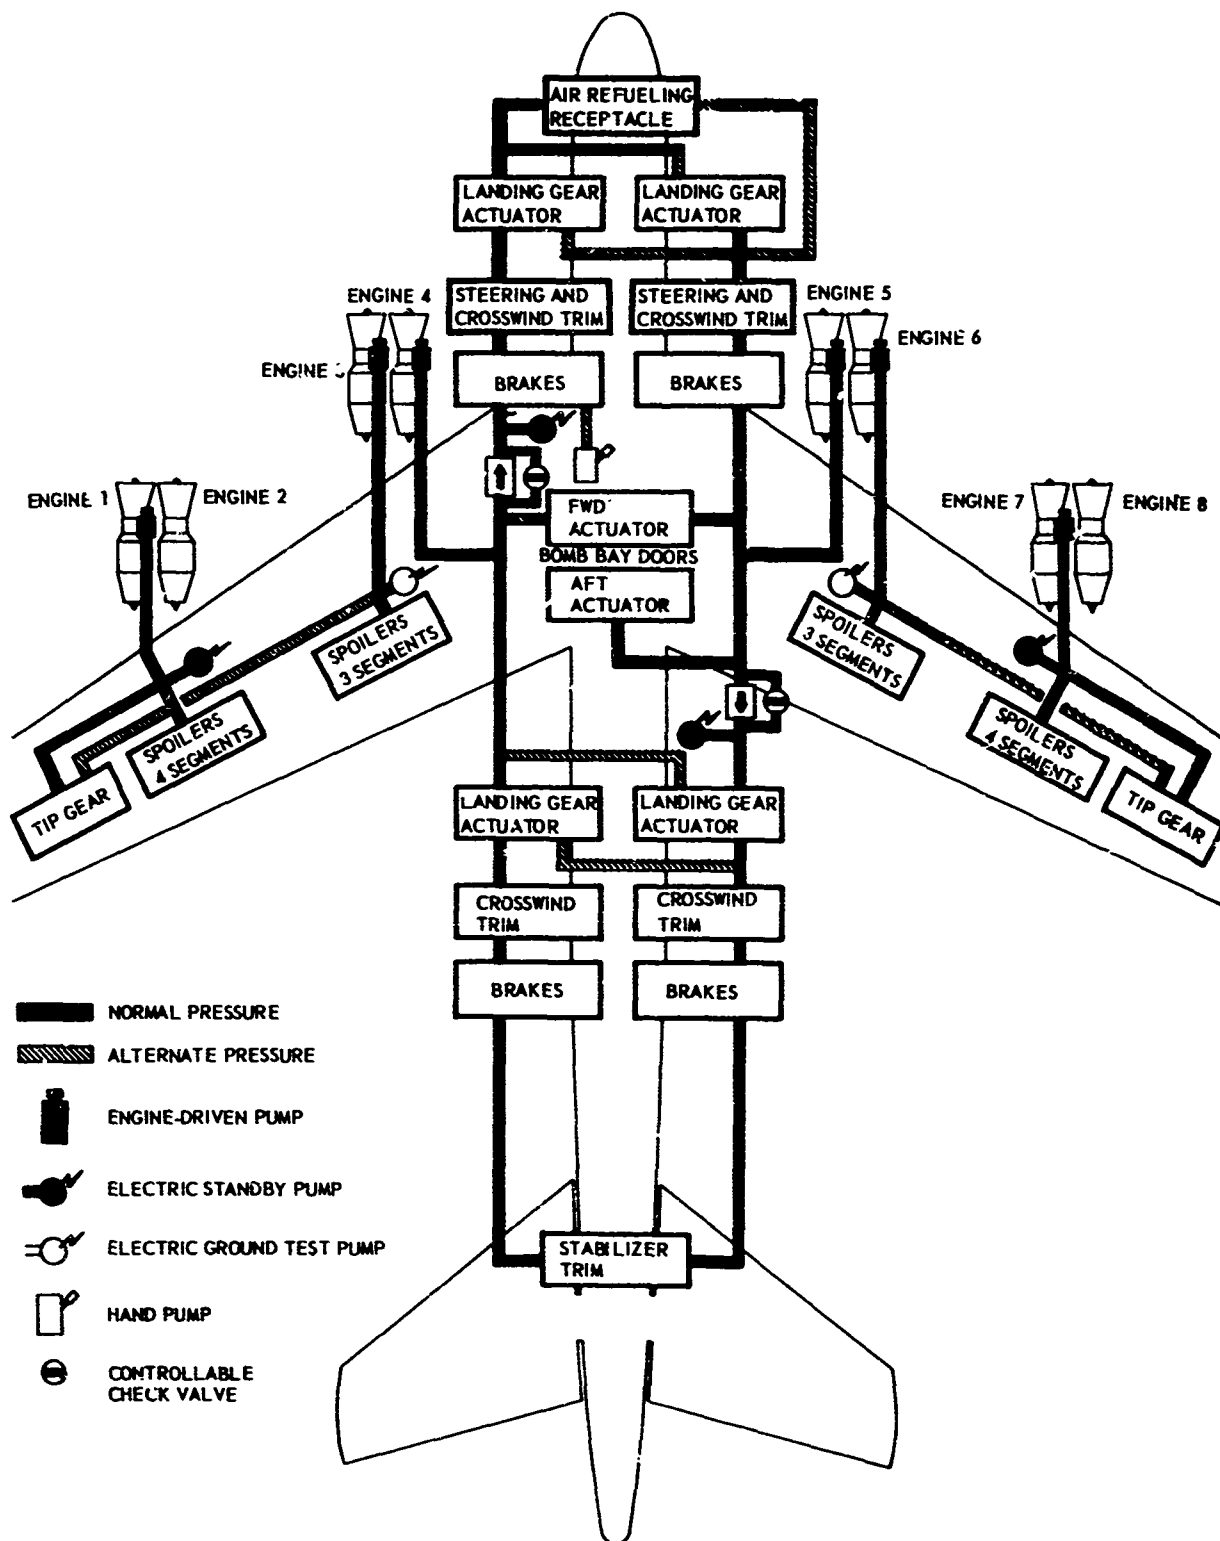 AIR REFUELING
RECEPTACLE
LANDING GEAR
ACTUATOR
LANDING GEAR
ACTUATOR
STEERING AND
CROSSWIND TRIM
STEERING AND
CROSSWIND TRIM
ENGINE 4
ENGINE 5
ENGINE 6
ENGINE
BRAKES
BRAKES
ENGINE 1
ENGINE 2
ENGINE 7
ENGINE 8
FWD
ACTUATOR
BOMB BAY DOORS
AFT
ACTUATOR
SPOILERS
3 SEGMENTS
SPOILERS
3 SEGMENTS
SPOILERS
4 SEGMENTS
SPOILERS
4 SEGMENTS
TIP GEAR
TIP GEAR
LANDING GEAR
ACTUATOR
LANDING GEAR
ACTUATOR
CROSSWIND
TRIM
CROSSWIND
TRIM
BRAKES
BRAKES
NORMAL PRESSURE
ALTERNATE PRESSURE
ENGINE-DRIVEN PUMP
ELECTRIC STANDBY PUMP
ELECTRIC GROUND TEST PUMP
HAND PUMP
CONTROLLABLE
CHECK VALVE
STABILIZER
TRIM